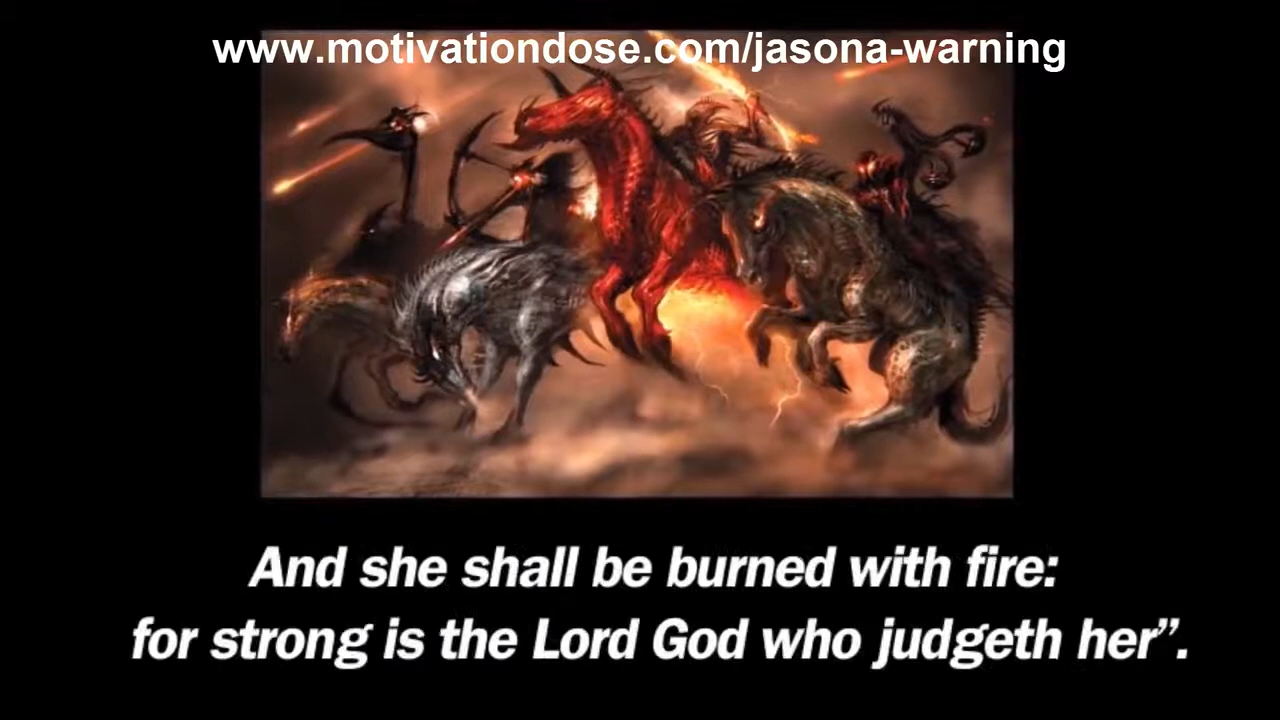 www.motivationdose.com/jasona-warning
And she shall be burned with fire:
for strong is the Lord God who judgeth her”.